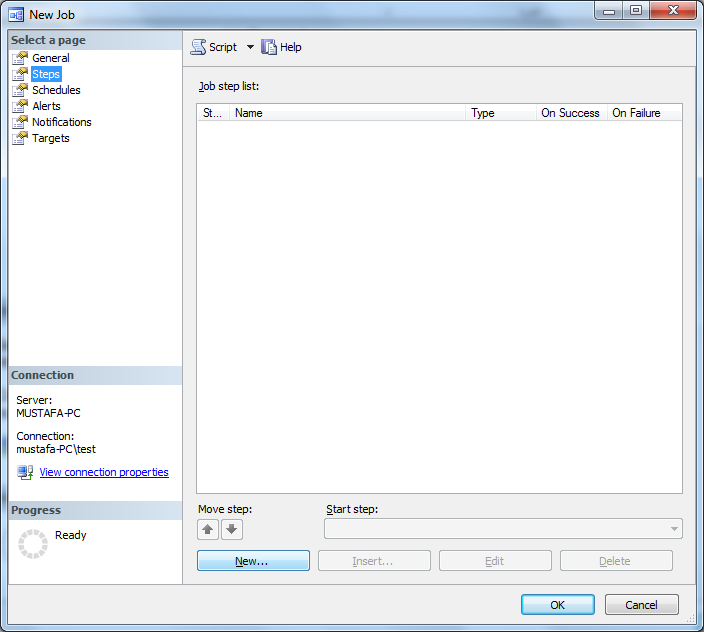 New Job
Select a page
General
Steps
Schedules
Alerts
Notifications
Targets
Script Help
Job step list:
St... Name Type On Success On Failure
Connection
Server:
MUSTAFA-PC
Connection:
mustafa-PC\test
View connection properties
Progress
Ready
Move step: Start step:
New... Insert... Edit Delete
OK Cancel